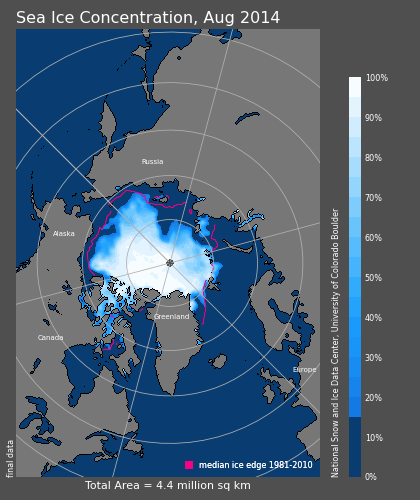 Sea Ice Concentration, Aug 2014
Russia
Alaska
Greenland
Canada
Europe
median ice edge 1981-2010
Total Area = 4.4 million sq km
final data
National Snow and Ice Data Center, University of Colorado Boulder
100%
90%
80%
70%
60%
50%
40%
30%
20%
10%
0%